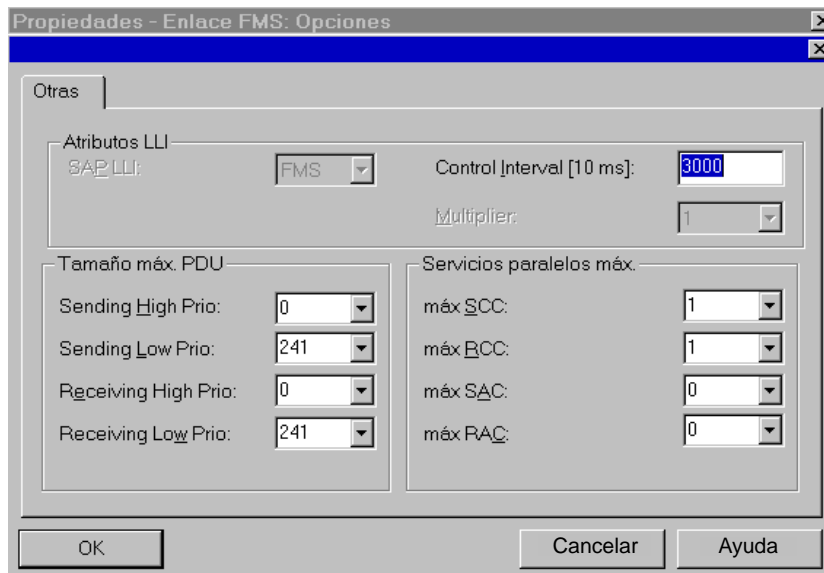 Propiedades - Enlace FMS: Opciones
Otras
Atributos LLI
SAP LLI: FMS Control Interval [10 ms]: 3000
Multiplier: 1
Tamaño máx. PDU
Sending High Prio: 0
Sending Low Prio: 241
Receiving High Prio: 0
Receiving Low Prio: 241
Servicios paralelos máx.
máx SCC: 1
máx RCC: 1
máx SAC: 0
máx RAC: 0
OK Cancelar Ayuda